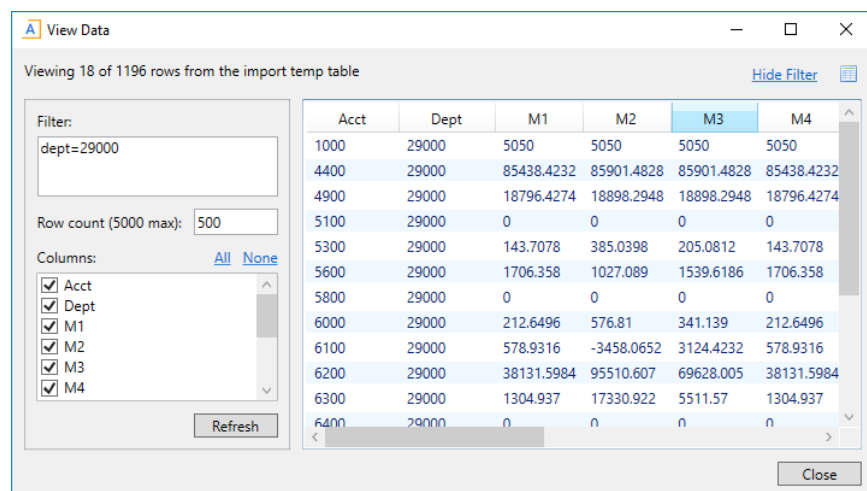 A View Data
Viewing 18 of 1196 rows from the import temp table
Hide Filter
Filter:
dept=29000
Row count (5000 max): 500
Columns: All None
Acct
Dept
M1
M2
M3
M4
Refresh
Acct Dept M1 M2 M3 M4
1000 29000 5050 5050 5050 5050
4400 29000 85438.4232 85901.4828 85901.4828 85438.4232
4900 29000 18796.4274 18898.2948 18898.2948 18796.4274
5100 29000 0 0 0 0
5300 29000 143.7078 385.0398 205.0812 143.7078
5600 29000 1706.358 1027.089 1539.6186 1706.358
5800 29000 0 0 0 0
6000 29000 212.6496 576.81 341.139 212.6496
6100 29000 578.9316 -3458.0652 3124.4232 578.9316
6200 29000 38131.5984 95510.607 69628.005 38131.5984
6300 29000 1304.937 17330.922 5511.57 1304.937
6400 29000 0 0 0 0
Close